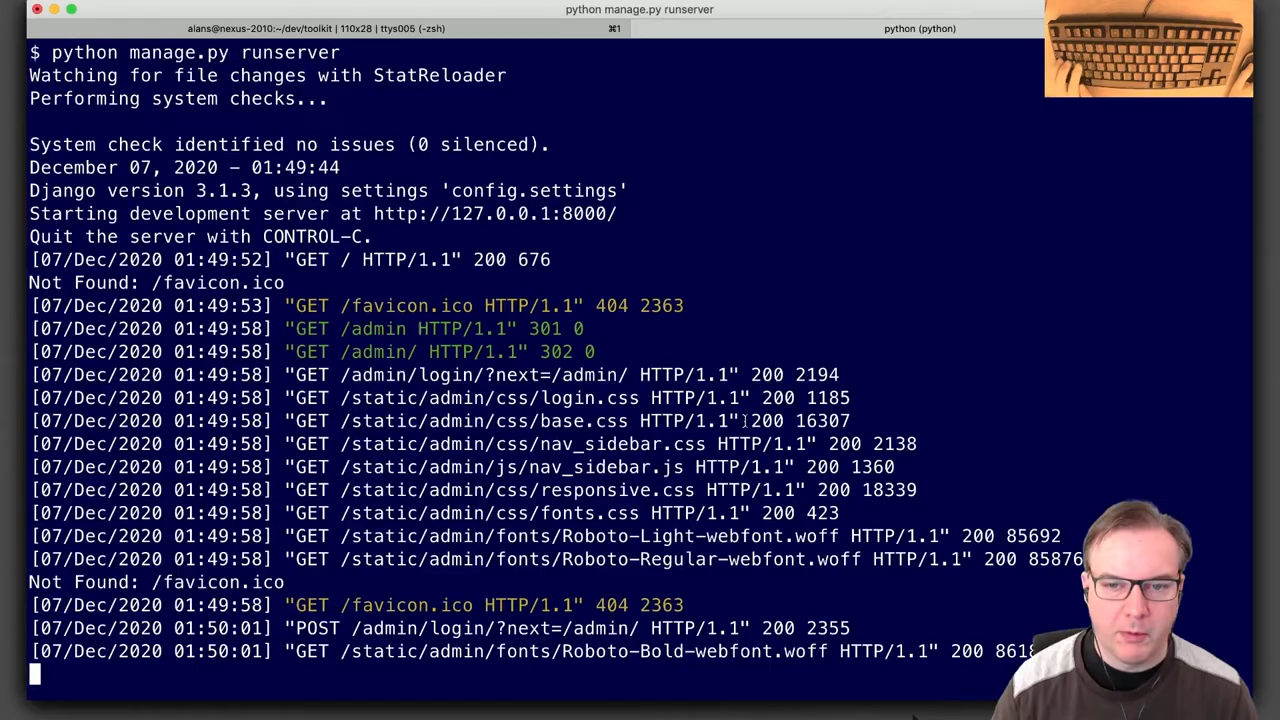 python manage.py runserver
alans@nexus-2010:~/dev/toolkit | 110x28 | ttys005 (-zsh) ⌘1 python (python)
$ python manage.py runserver
Watching for file changes with StatReloader
Performing system checks...
System check identified no issues (0 silenced).
December 07, 2020 - 01:49:44
Django version 3.1.3, using settings 'config.settings'
Starting development server at http://127.0.0.1:8000/
Quit the server with CONTROL-C.
[07/Dec/2020 01:49:52] "GET / HTTP/1.1" 200 676
Not Found: /favicon.ico
[07/Dec/2020 01:49:53] "GET /favicon.ico HTTP/1.1" 404 2363
[07/Dec/2020 01:49:58] "GET /admin HTTP/1.1" 301 0
[07/Dec/2020 01:49:58] "GET /admin/ HTTP/1.1" 302 0
[07/Dec/2020 01:49:58] "GET /admin/login/?next=/admin/ HTTP/1.1" 200 2194
[07/Dec/2020 01:49:58] "GET /static/admin/css/login.css HTTP/1.1" 200 1185
[07/Dec/2020 01:49:58] "GET /static/admin/css/base.css HTTP/1.1" 200 16307
[07/Dec/2020 01:49:58] "GET /static/admin/css/nav_sidebar.css HTTP/1.1" 200 2138
[07/Dec/2020 01:49:58] "GET /static/admin/js/nav_sidebar.js HTTP/1.1" 200 1360
[07/Dec/2020 01:49:58] "GET /static/admin/css/responsive.css HTTP/1.1" 200 18339
[07/Dec/2020 01:49:58] "GET /static/admin/css/fonts.css HTTP/1.1" 200 423
[07/Dec/2020 01:49:58] "GET /static/admin/fonts/Roboto-Light-webfont.woff HTTP/1.1" 200 85692
[07/Dec/2020 01:49:58] "GET /static/admin/fonts/Roboto-Regular-webfont.woff HTTP/1.1" 200 85876
Not Found: /favicon.ico
[07/Dec/2020 01:49:58] "GET /favicon.ico HTTP/1.1" 404 2363
[07/Dec/2020 01:50:01] "POST /admin/login/?next=/admin/ HTTP/1.1" 200 2355
[07/Dec/2020 01:50:01] "GET /static/admin/fonts/Roboto-Bold-webfont.woff HTTP/1.1" 200